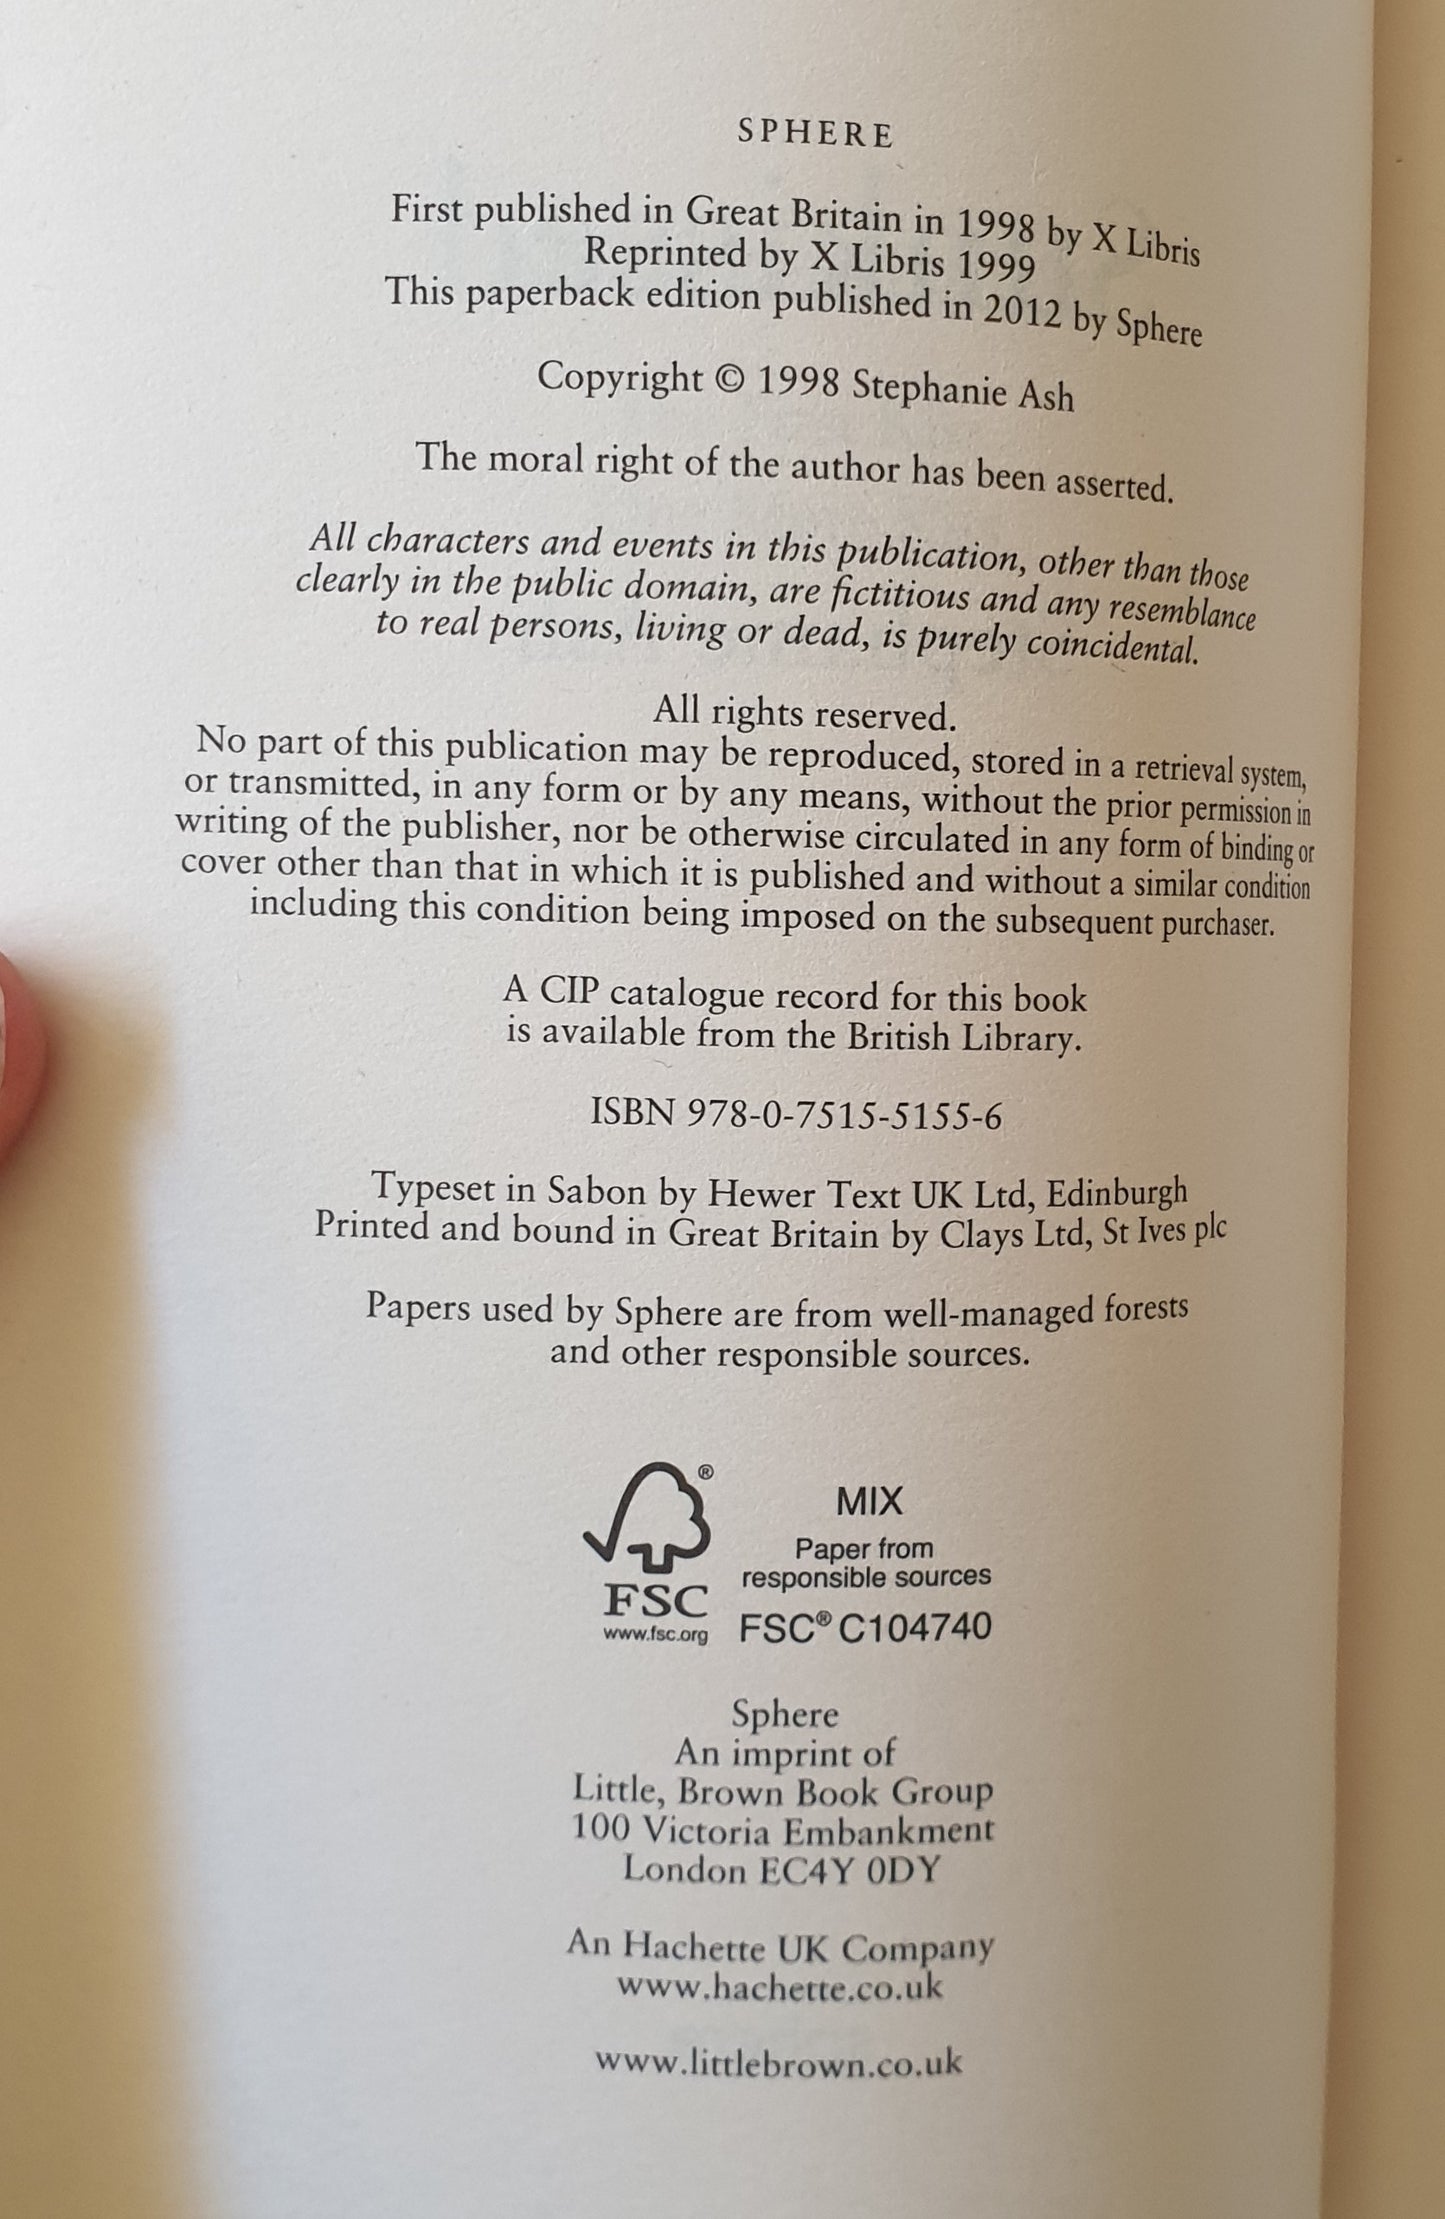 SPHERE
First published in Great Britain in 1998 by X Libris
Reprinted by X Libris 1999
This paperback edition published in 2012 by Sphere
Copyright © 1998 Stephanie Ash
The moral right of the author has been asserted.
All characters and events in this publication, other than those
clearly in the public domain, are fictitious and any resemblance
to real persons, living or dead, is purely coincidental.
All rights reserved.
No part of this publication may be reproduced, stored in a retrieval system,
or transmitted, in any form or by any means, without the prior permission in
writing of the publisher, nor be otherwise circulated in any form of binding or
cover other than that in which it is published and without a similar condition
including this condition being imposed on the subsequent purchaser.
A CIP catalogue record for this book
is available from the British Library.
ISBN 978-0-7515-5155-6
Typeset in Sabon by Hewer Text UK Ltd, Edinburgh
Printed and bound in Great Britain by Clays Ltd, St Ives plc
Papers used by Sphere are from well-managed forests
and other responsible sources.
®
FSC
www.fsc.org
MIX
Paper from
responsible sources
FSC® C104740
Sphere
An imprint of
Little, Brown Book Group
100 Victoria Embankment
London EC4Y 0DY
An Hachette UK Company
www.hachette.co.uk
www.littlebrown.co.uk